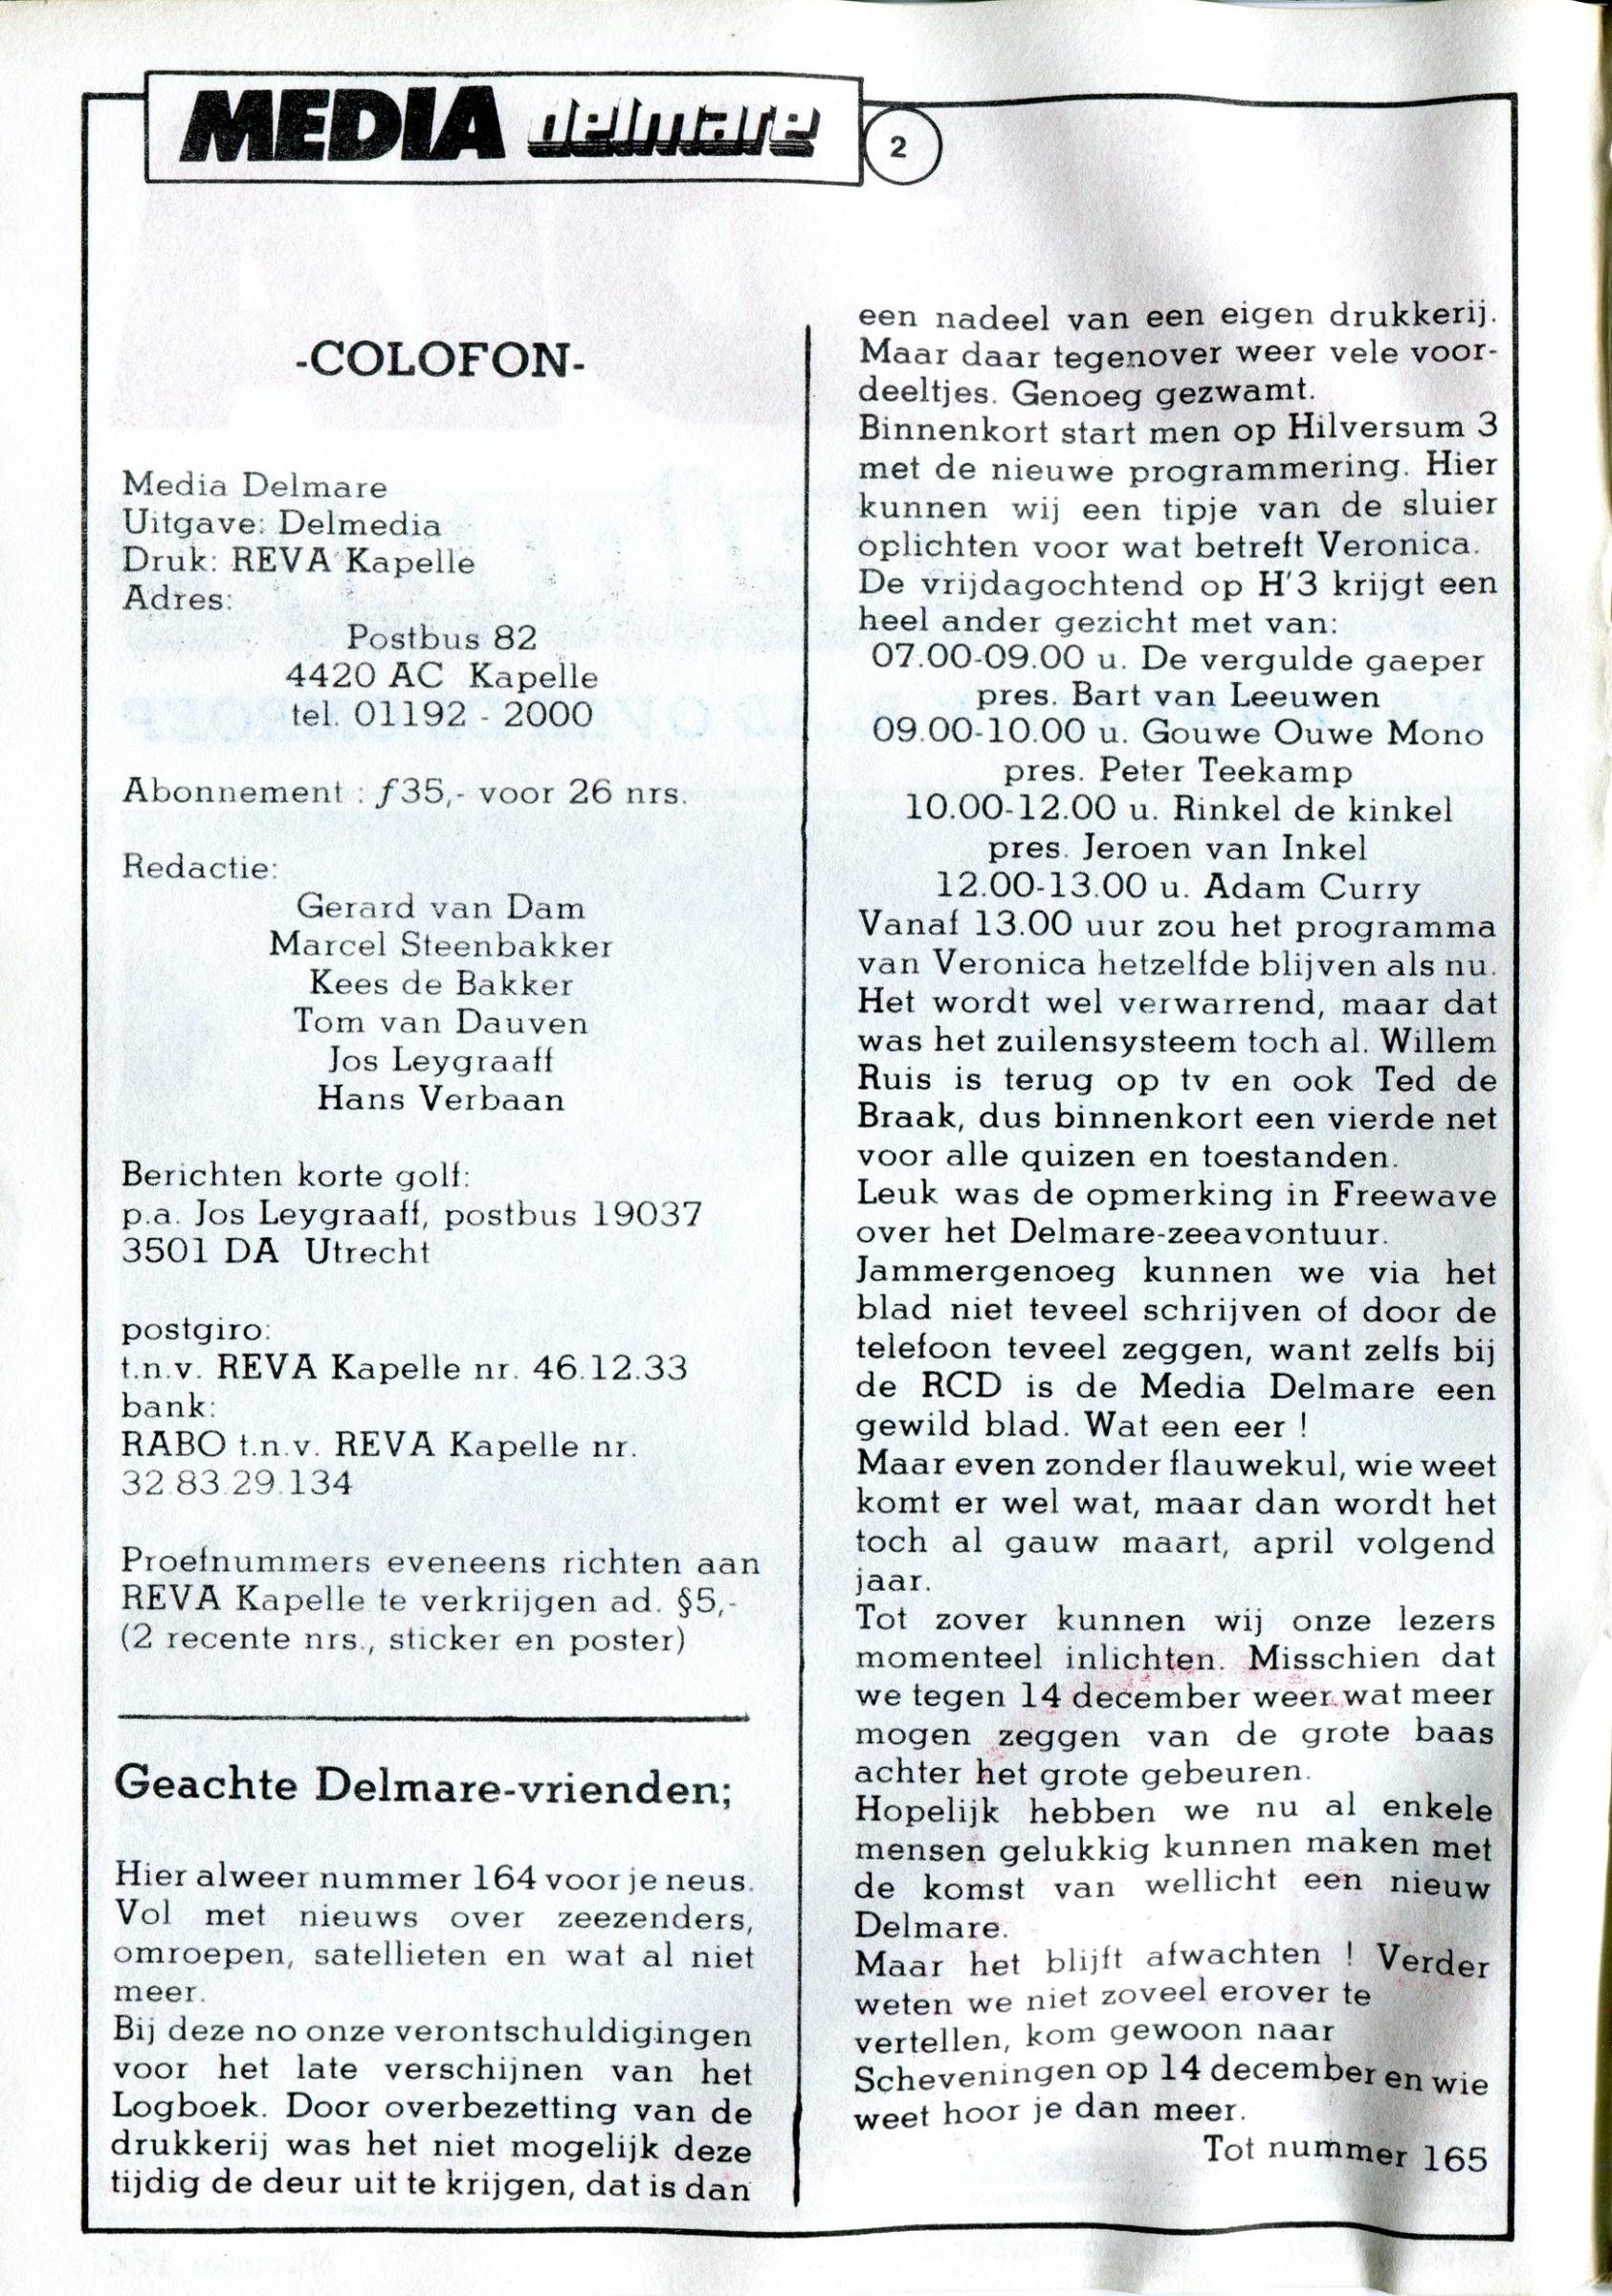 MEDIA delmare
2
-COLOFON-
Media Delmare
Uitgave: Delmedia
Druk: REVA Kapelle
Adres:
Postbus 82
4420 AC Kapelle
tel. 01192 - 2000
Abonnement : ƒ35,- voor 26 nrs.
Redactie:
Gerard van Dam
Marcel Steenbakker
Kees de Bakker
Tom van Dauven
Jos Leygraaff
Hans Verbaan
Berichten korte golf:
p.a. Jos Leygraaff, postbus 19037
3501 DA Utrecht
postgiro:
t.n.v. REVA Kapelle nr. 46.12.33
bank:
RABO t.n.v. REVA Kapelle nr.
32.83.29.134
Proefnummers eveneens richten aan
REVA Kapelle te verkrijgen ad. §5,-
(2 recente nrs., sticker en poster)
Geachte Delmare-vrienden;
Hier alweer nummer 164 voor je neus.
Vol met nieuws over zeezenders,
omroepen, satellieten en wat al niet
meer.
Bij deze no onze verontschuldigingen
voor het late verschijnen van het
Logboek. Door overbezetting van de
drukkerij was het niet mogelijk deze
tijdig de deur uit te krijgen, dat is dan
een nadeel van een eigen drukkerij.
Maar daar tegenover weer vele voor-
deeltjes. Genoeg gezwamt.
Binnenkort start men op Hilversum 3
met de nieuwe programmering. Hier
kunnen wij een tipje van de sluier
oplichten voor wat betreft Veronica.
De vrijdagochtend op H'3 krijgt een
heel ander gezicht met van:
07.00-09.00 u. De vergulde gaeper
pres. Bart van Leeuwen
09.00-10.00 u. Gouwe Ouwe Mono
pres. Peter Teekamp
10.00-12.00 u. Rinkel de kinkel
pres. Jeroen van Inkel
12.00-13.00 u. Adam Curry
Vanaf 13.00 uur zou het programma
van Veronica hetzelfde blijven als nu.
Het wordt wel verwarrend, maar dat
was het zuilensysteem toch al. Willem
Ruis is terug op tv en ook Ted de
Braak, dus binnenkort een vierde net
voor alle quizen en toestanden.
Leuk was de opmerking in Freewave
over het Delmare-zeeavontuur.
Jammergenoeg kunnen we via het
blad niet teveel schrijven of door de
telefoon teveel zeggen, want zelfs bij
de RCD is de Media Delmare een
gewild blad. Wat een eer !
Maar even zonder flauwekul, wie weet
komt er wel wat, maar dan wordt het
toch al gauw maart, april volgend
jaar.
Tot zover kunnen wij onze lezers
momenteel inlichten. Misschien dat
we tegen 14 december weer wat meer
mogen zeggen van de grote baas
achter het grote gebeuren.
Hopelijk hebben we nu al enkele
mensen gelukkig kunnen maken met
de komst van wellicht een nieuw
Delmare.
Maar het blijft afwachten ! Verder
weten we niet zoveel erover te
vertellen, kom gewoon naar
Scheveningen op 14 december en wie
weet hoor je dan meer.
Tot nummer 165